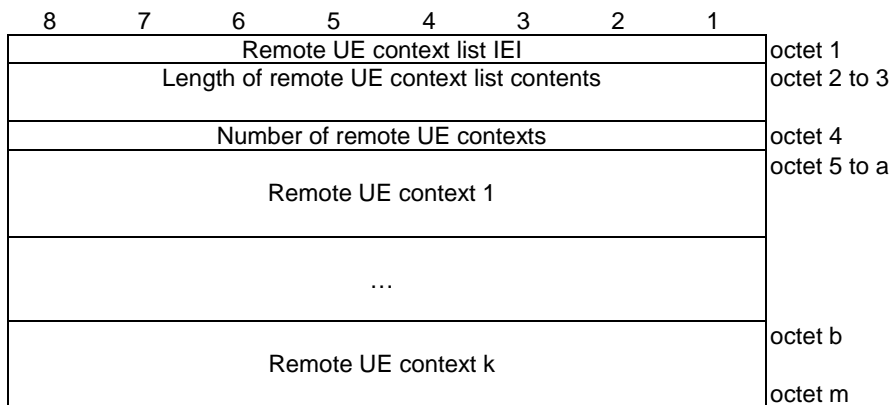 8 7 6 5 4 3 2 1
Remote UE context list IEI octet 1
Length of remote UE context list contents octet 2 to 3
Number of remote UE contexts octet 4
octet 5 to a
Remote UE context 1
…
octet b
Remote UE context k
octet m